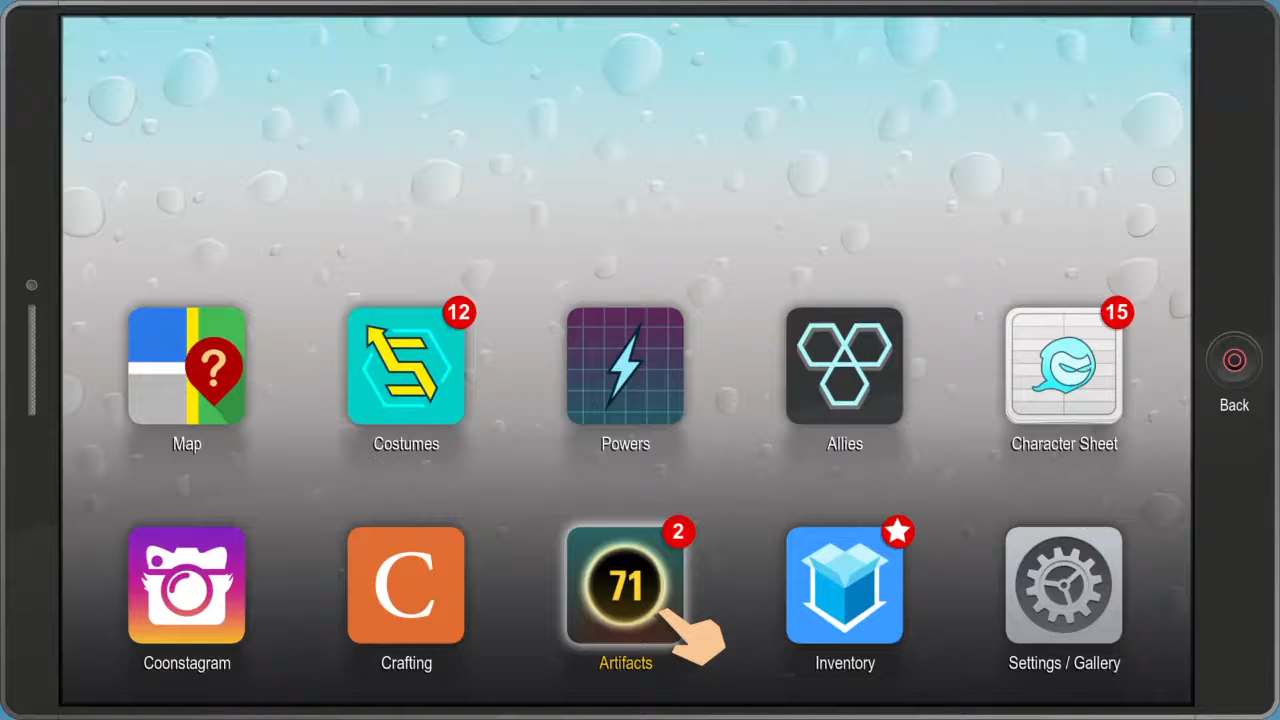 12
15
?
Back
Map
Costumes
Powers
Allies
Character Sheet
2
C
71
Coonstagram
Crafting
Artifacts
Inventory
Settings / Gallery